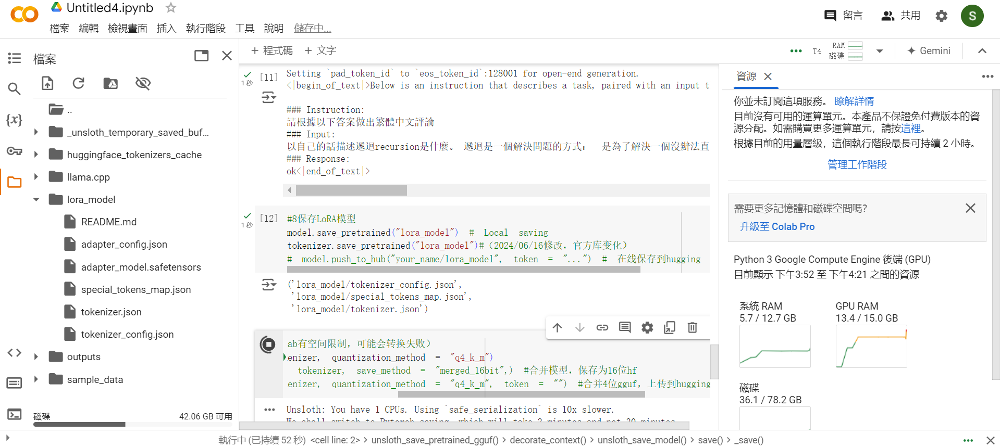 Untitled4.ipynb
檔案 編輯 檢視畫面 插入 執行階段 工具 說明 儲存中...
留言 共用 S
檔案
..
_unsloth_temporary_saved_buf...
huggingface_tokenizers_cache
llama.cpp
lora_model
README.md
adapter_config.json
adapter_model.safetensors
special_tokens_map.json
tokenizer.json
tokenizer_config.json
outputs
sample_data
磁碟 42.06 GB 可用
+ 程式碼 + 文字
T4 RAM 磁碟 Gemini
1 秒 [11]
Setting `pad_token_id` to `eos_token_id`:128001 for open-end generation.
<|begin_of_text|>Below is an instruction that describes a task, paired with an input t
### Instruction:
請根據以下答案做出繁體中文評論
### Input:
以自己的話描述遞迴recursion是什麼。 遞迴是一個解決問題的方式： 是為了解決一個沒辦法直
### Response:
ok<|end_of_text|>
1 秒 [12]
#8保存LoRA模型
model.save_pretrained("lora_model") # Local saving
tokenizer.save_pretrained("lora_model")#（2024/06/16修改，官方库变化）
# model.push_to_hub("your_name/lora_model", token = "...") # 在线保存到hugging
('lora_model/tokenizer_config.json',
'lora_model/special_tokens_map.json',
'lora_model/tokenizer.json')
ab有空间限制，可能会转换失败）
enizer, quantization_method = "q4_k_m")
tokenizer, save_method = "merged_16bit",) #合并模型，保存为16位hf
enizer, quantization_method = "q4_k_m", token = "") #合并4位gguf，上传到hugging
Unsloth: You have 1 CPUs. Using `safe_serialization` is 10x slower.
We shall switch to Pytorch saving, which will take 3 minutes and not 30 minutes.
執行中 (已持續 52 秒) <cell line: 2> > unsloth_save_pretrained_gguf() > decorate_context() > unsloth_save_model() > save() > _save()
資源
你並未訂閱這項服務。 瞭解詳情
目前沒有可用的運算單元。本產品不保證免付費版本的資
源分配。如需購買更多運算單元，請按這裡。
根據目前的用量層級，這個執行階段最長可持續 2 小時。
管理工作階段
需要更多記憶體和磁碟空間嗎?
升級至 Colab Pro
Python 3 Google Compute Engine 後端 (GPU)
目前顯示 下午3:52 至 下午4:21 之間的資源
系統 RAM
5.7 / 12.7 GB
GPU RAM
13.4 / 15.0 GB
磁碟
36.1 / 78.2 GB